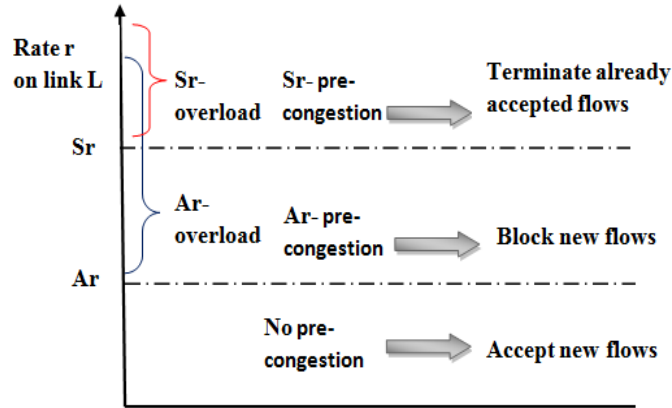 Rate r
on link L
Sr-
overload
Sr- pre-
congestion
Terminate already
accepted flows
Sr
Ar-
overload
Ar- pre-
congestion
Block new flows
Ar
No pre-
congestion
Accept new flows